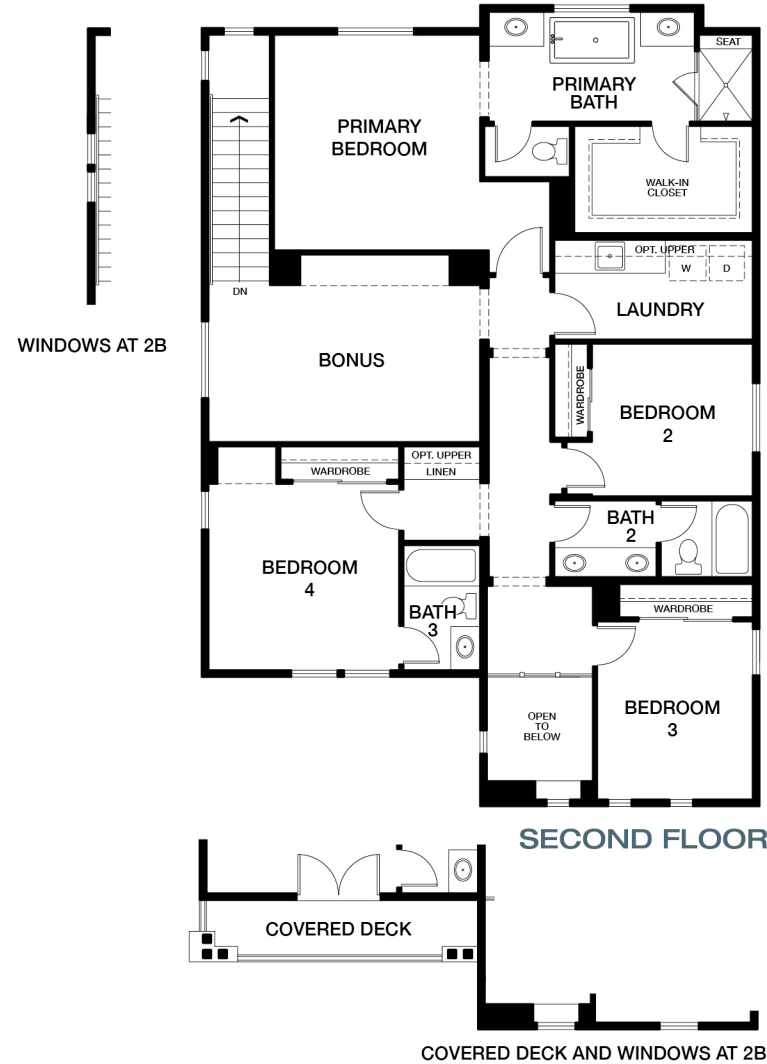 SEAT
PRIMARY
BATH
PRIMARY
BEDROOM
WALK-IN
CLOSET
OPT. UPPER
W
D
DN
LAUNDRY
WINDOWS AT 2B
BONUS
WARDROBE
BEDROOM
2
OPT. UPPER
WARDROBE
LINEN
BATH
2
BEDROOM
4
BATH
3
WARDROBE
BEDROOM
3
OPEN
TO
BELOW
SECOND FLOOR
COVERED DECK
COVERED DECK AND WINDOWS AT 2B